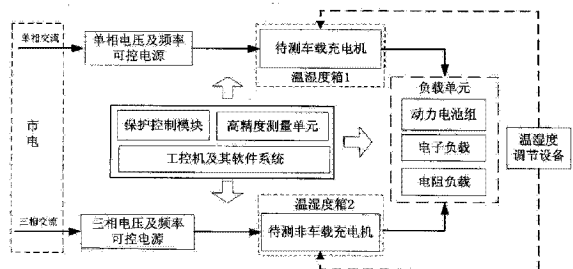 单相交流
单相电压及频率
可控电源
待测车载充电机
温湿度箱1
负载单元
动力电池组
电子负载
电阻负载
温湿度
调节设备
市
电
保护控制模块
高精度测量单元
工控机及其软件系统
三相交流
三相电压及频率
可控电源
温湿度箱2
待测非车载充电机